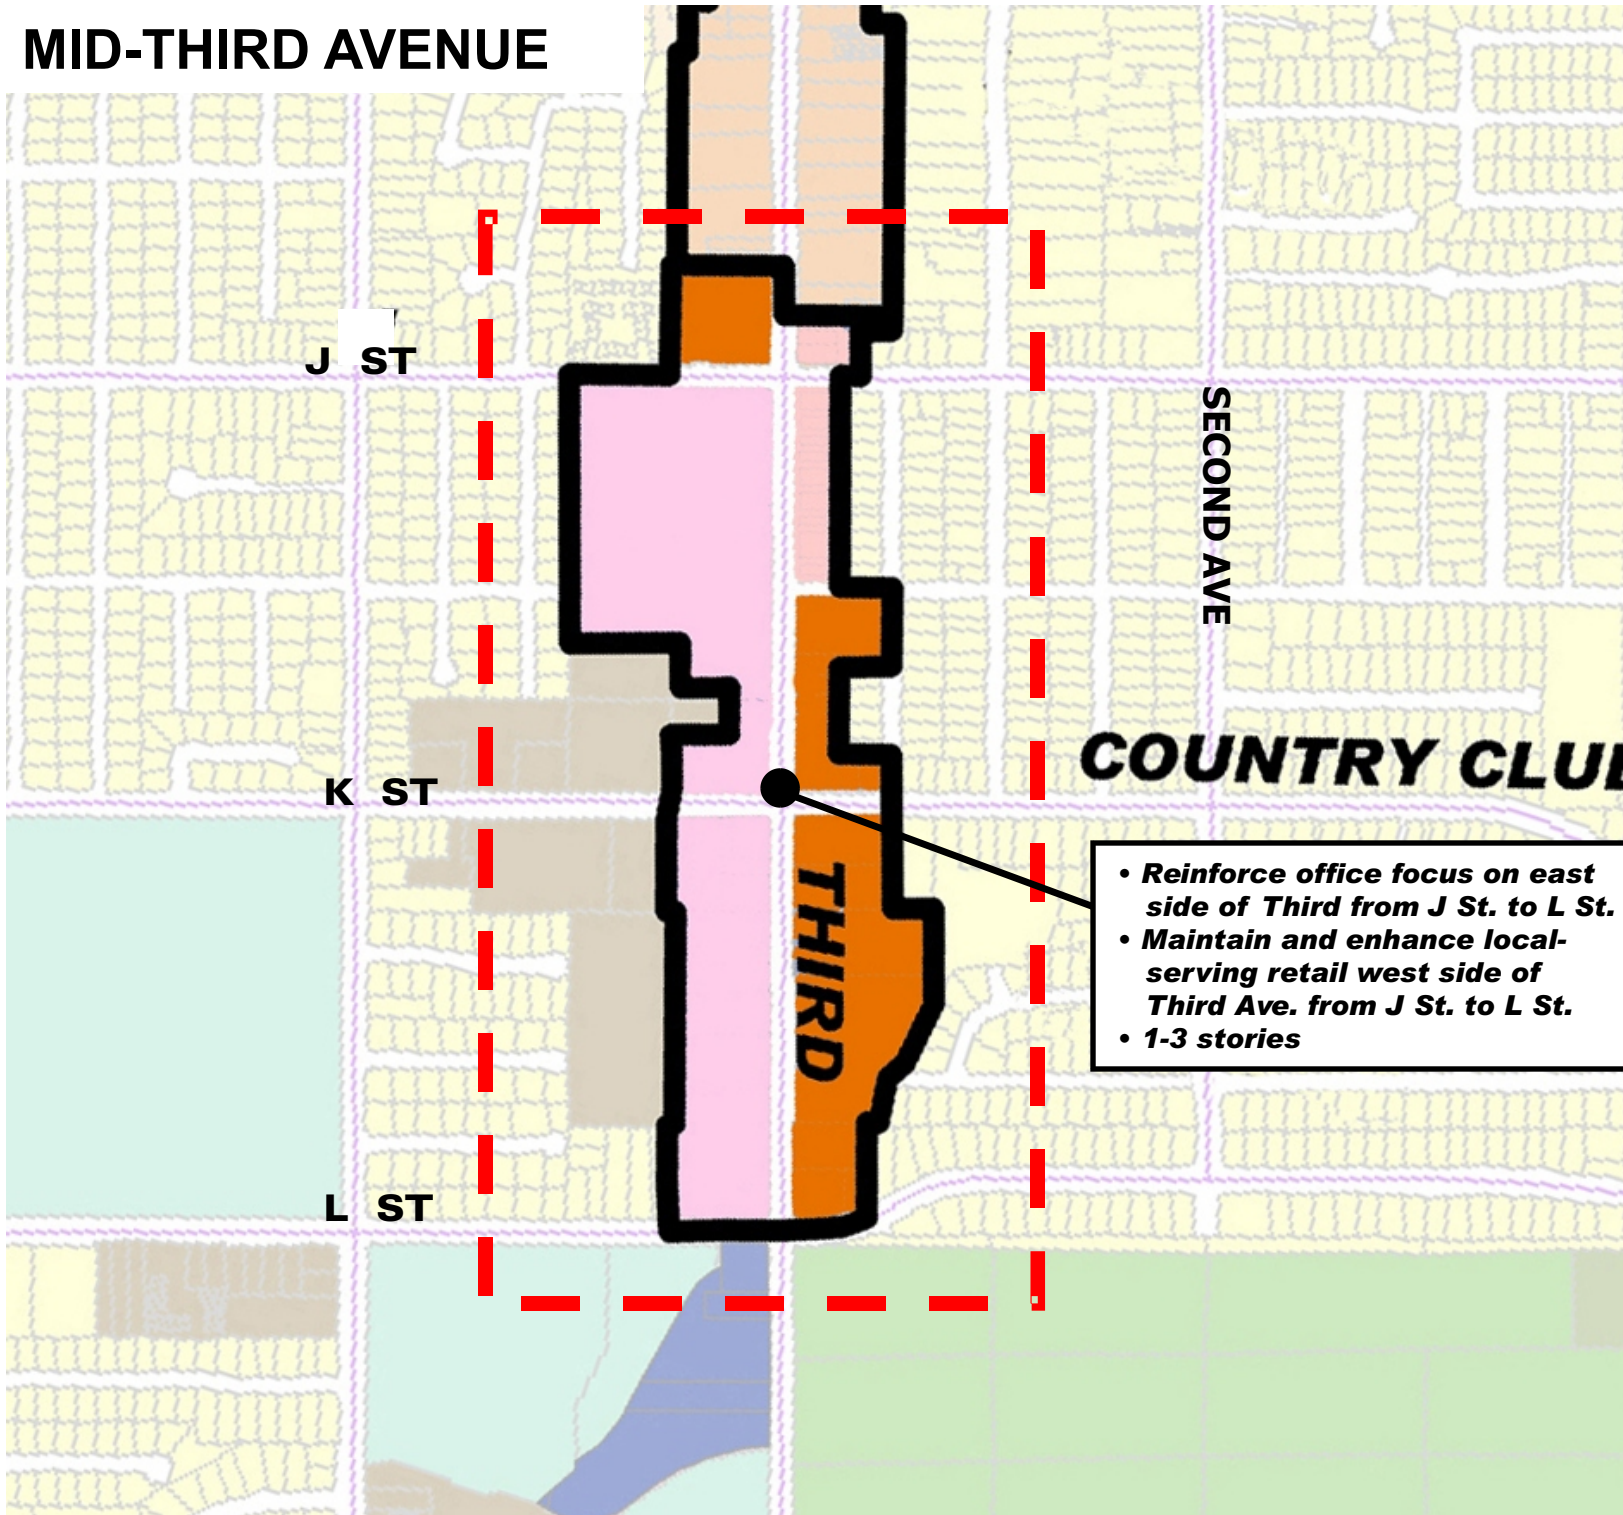 MID-THIRD AVENUE
J ST
SECOND AVE
COUNTRY CLU
K ST
• Reinforce office focus on east
side of Third from J St. to L St.
• Maintain and enhance local-
serving retail west side of
Third Ave. from J St. to L St.
• 1-3 stories
THIRD
L ST